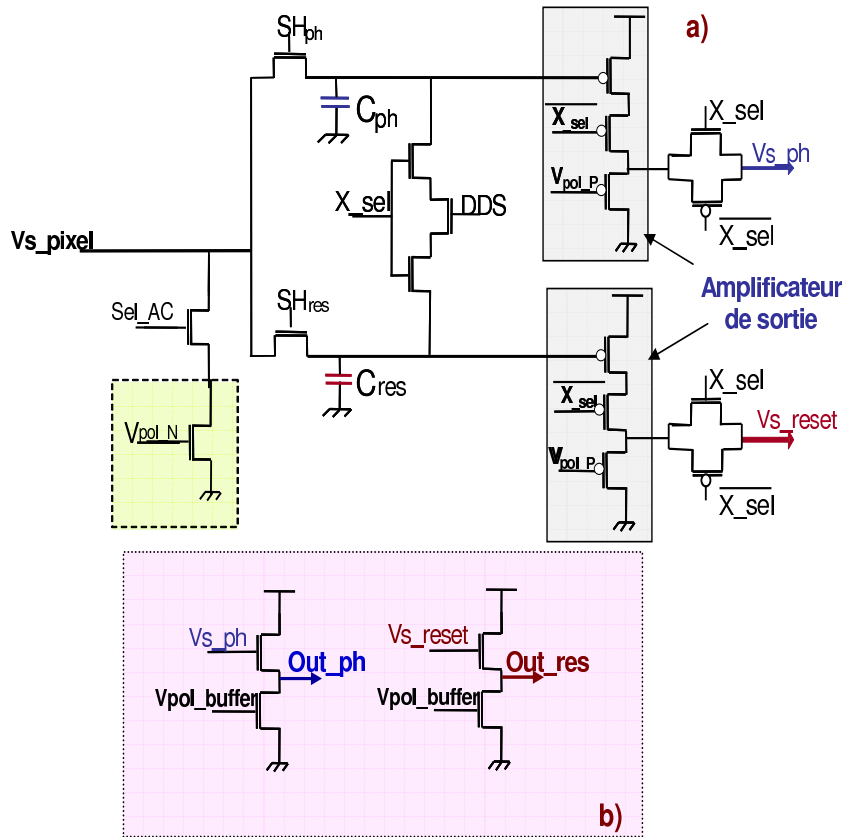 a)
SHph
Cph
X_sel
X_sel
Vs_ph
Vpol_P
X_sel
X_sel
DDS
Vs_pixel
Sel_AC
SHres
Cres
Amplificateur
de sortie
X_sel
X_sel
Vs_reset
Vpol_P
X_sel
Vpol_N
Vs_ph
Out_ph
Vpol_buffer
Vs_reset
Out_res
Vpol_buffer
b)